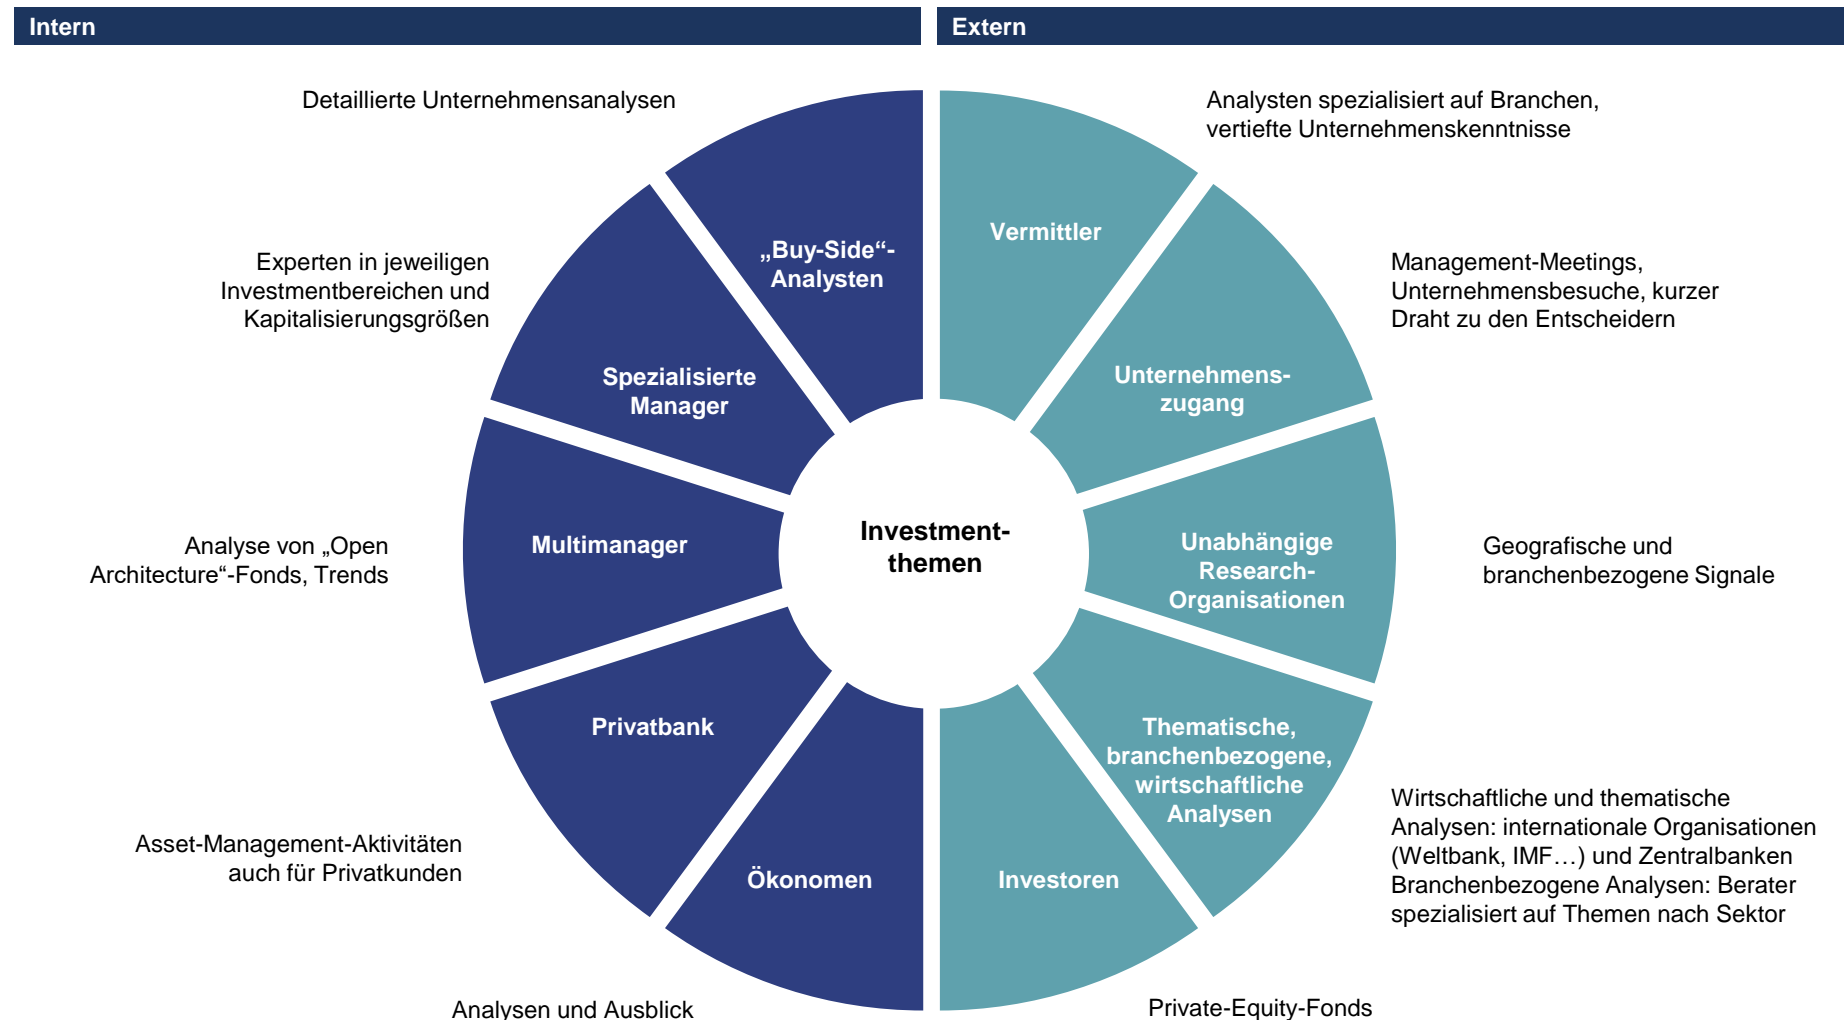 Intern
Extern
Detaillierte Unternehmensanalysen
Analysten spezialisiert auf Branchen,
vertiefte Unternehmenskenntnisse
„Buy-Side“-
Analysten
Vermittler
Experten in jeweiligen
Investmentbereichen und
Kapitalisierungsgrößen
Management-Meetings,
Unternehmensbesuche, kurzer
Draht zu den Entscheidern
Spezialisierte
Manager
Unternehmens-
zugang
Analyse von „Open
Architecture“-Fonds, Trends
Multimanager
Investment-
themen
Unabhängige
Research-
Organisationen
Geografische und
branchenbezogene Signale
Privatbank
Thematische,
branchenbezogene,
wirtschaftliche
Analysen
Asset-Management-Aktivitäten
auch für Privatkunden
Wirtschaftliche und thematische
Analysen: internationale Organisationen
(Weltbank, IMF…) und Zentralbanken
Branchenbezogene Analysen: Berater
spezialisiert auf Themen nach Sektor
Ökonomen
Investoren
Analysen und Ausblick
Private-Equity-Fonds